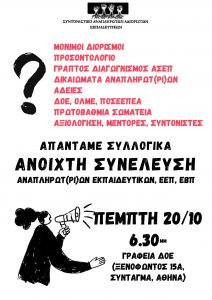 ΣΥΝΤΟΝΙΣΤΙΚΟ ΑΝΑΠΛΗΡΩΤΩΝ ΑΔΙΟΡΙΣΤΩΝ
ΕΚΠΑΙΔΕΥΤΙΚΩΝ
ΜΟΝΙΜΟΙ ΔΙΟΡΙΣΜΟΙ
ΠΡΟΣΟΝΤΟΛΟΓΙΟ
ΓΡΑΠΤΟΣ ΔΙΑΓΩΝΙΣΜΟΣ ΑΣΕΠ
ΔΙΚΑΙΩΜΑΤΑ ΑΝΑΠΛΗΡΩΤ(ΡΙ)ΩΝ
ΑΔΕΙΕΣ
ΔΟΕ, ΟΛΜΕ, ΠΟΣΕΕΠΕΑ
ΠΡΩΤΟΒΑΘΜΙΑ ΣΩΜΑΤΕΙΑ
ΑΞΙΟΛΟΓΗΣΗ, ΜΕΝΤΟΡΕΣ, ΣΥΝΤΟΝΙΣΤΕΣ
ΑΠΑΝΤΑΜΕ ΣΥΛΛΟΓΙΚΑ
ΑΝΟΙΧΤΗ ΣΥΝΕΛΕΥΣΗ
ΑΝΑΠΛΗΡΩΤ(ΡΙ)ΩΝ ΕΚΠΑΙΔΕΥΤΙΚΩΝ, ΕΕΠ, ΕΒΠ
ΠΕΜΠΤΗ 20/10
6.30μμ
ΓΡΑΦΕΙΑ ΔΟΕ
(ΞΕΝΟΦΩΝΤΟΣ 15Α,
ΣΥΝΤΑΓΜΑ, ΑΘΗΝΑ)